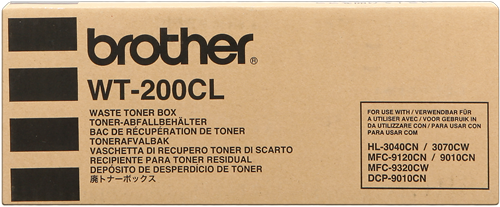 brother®
WT-200CL
WASTE TONER BOX
TONER-ABFALLBEHÄLTER
BAC DE RÉCUPÉRATION DE TONER
TONERAFVALBAK
VASCHETTA DI RECUPERO TONER DI SCARTO
RECIPIENTE PARA TONER RESIDUAL
DEPÓSITO DE DESPERDÍCIO DE TONER
廃トナーボックス
FOR USE WITH / VERWENDBAR FÜR
A UTILISER AVEC / VOOR GEBRUIK IN
DA UTILIZZARE CON / PARA USAR CON
PARA USAR COM
HL-3040CN / 3070CW
MFC-9120CN / 9010CN
MFC-9320CW
DCP-9010CN